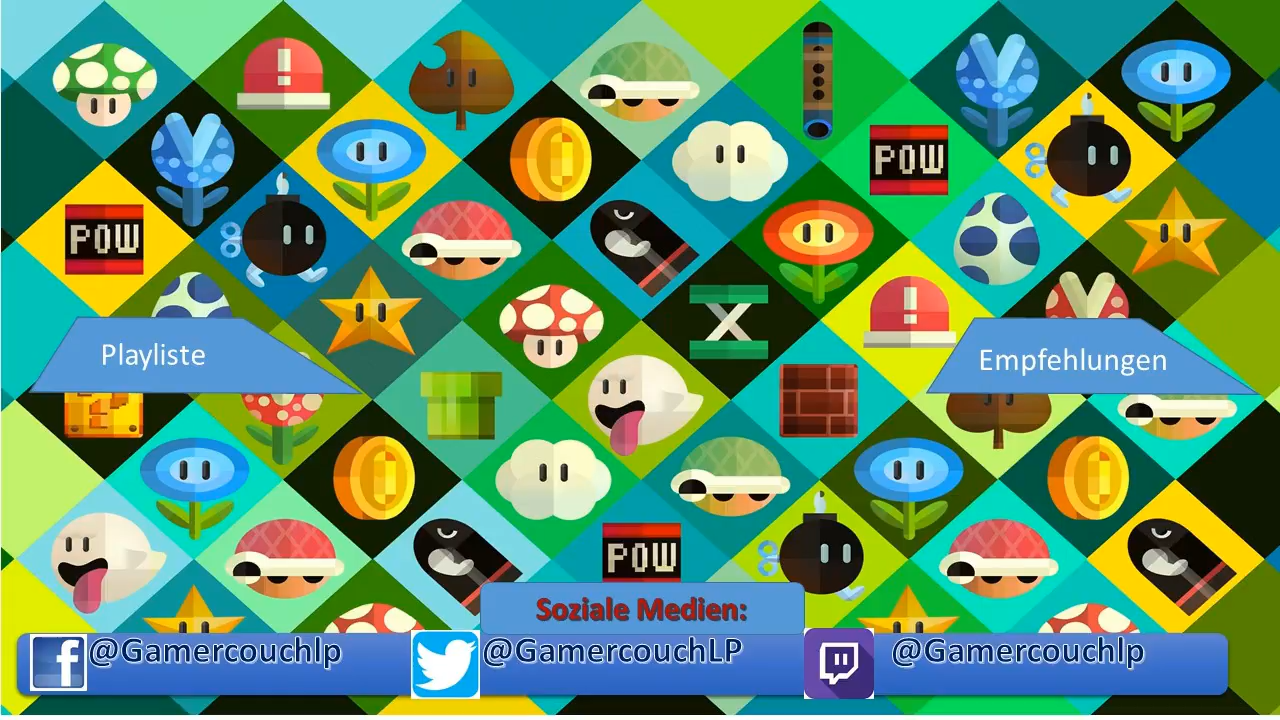 POW
POW
Playliste
Empfehlungen
POW
Soziale Medien:
@Gamercouchlp
@GamercouchLP
@Gamercouchlp